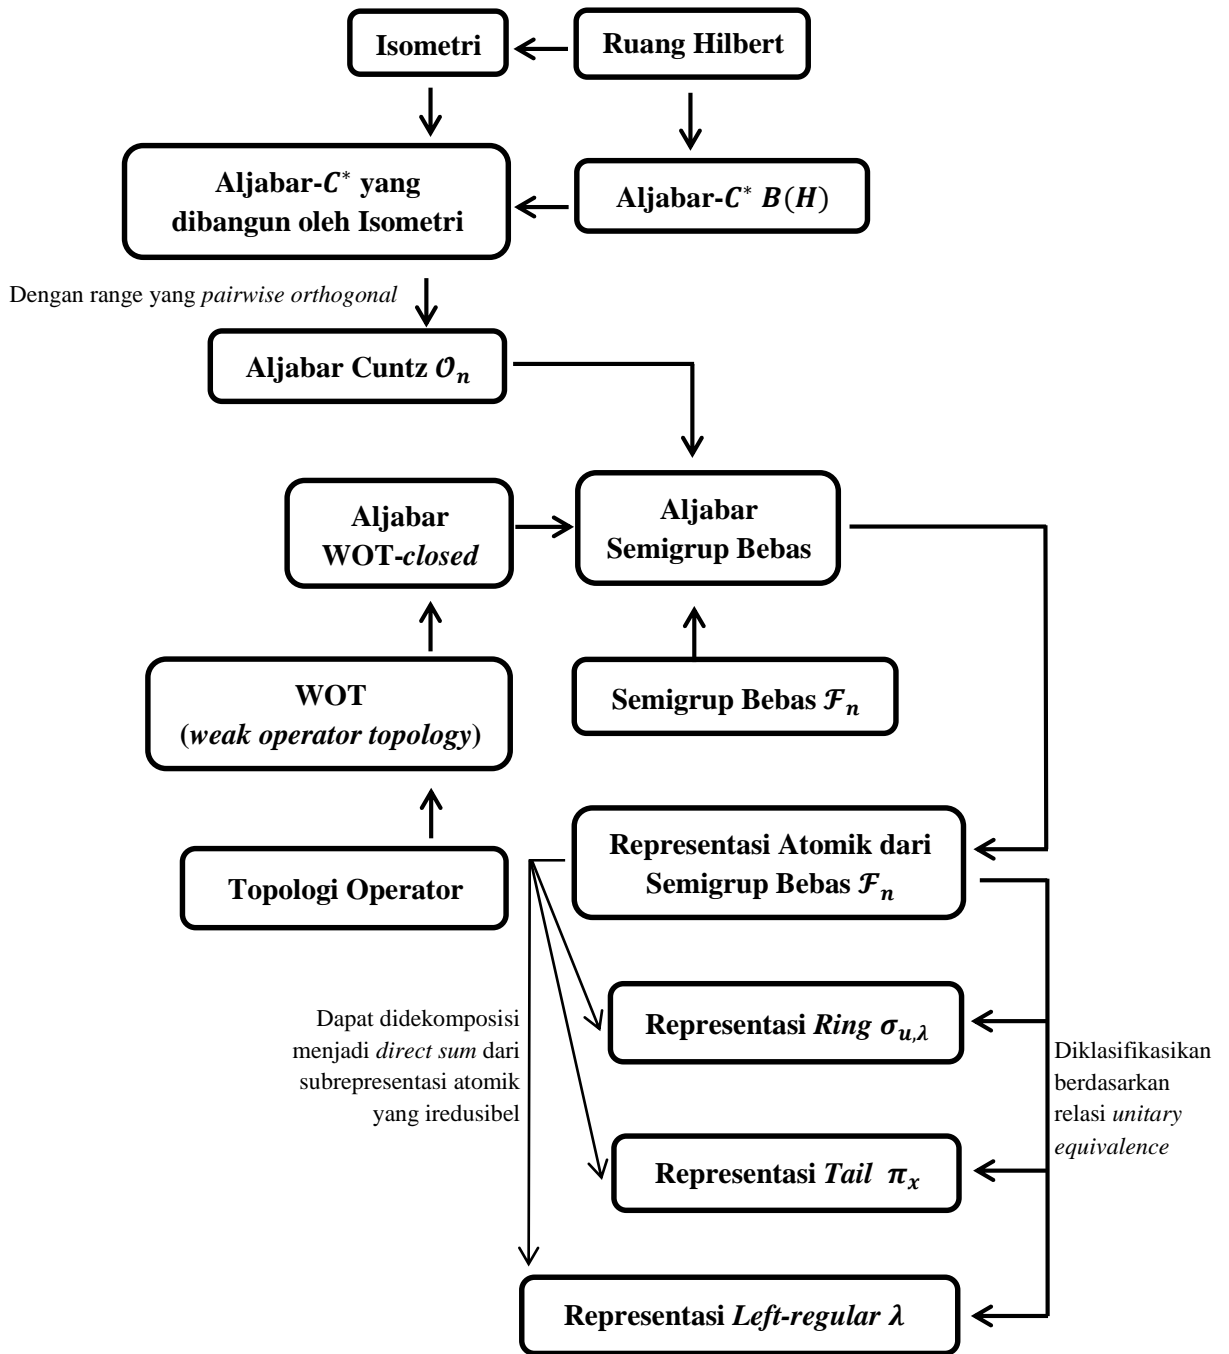 Isometri
Ruang Hilbert
Aljabar-C* yang
dibangun oleh Isometri
Aljabar-C* B(H)
Dengan range yang pairwise orthogonal
Aljabar Cuntz 𝒪ₙ
Aljabar
WOT-closed
Aljabar
Semigrup Bebas
WOT
(weak operator topology)
Semigrup Bebas ℱₙ
Topologi Operator
Representasi Atomik dari
Semigrup Bebas ℱₙ
Dapat didekomposisi
menjadi direct sum dari
subrepresentasi atomik
yang iredusibel
Representasi Ring σ_{u,λ}
Diklasifikasikan
berdasarkan
relasi unitary
equivalence
Representasi Tail π_x
Representasi Left-regular λ